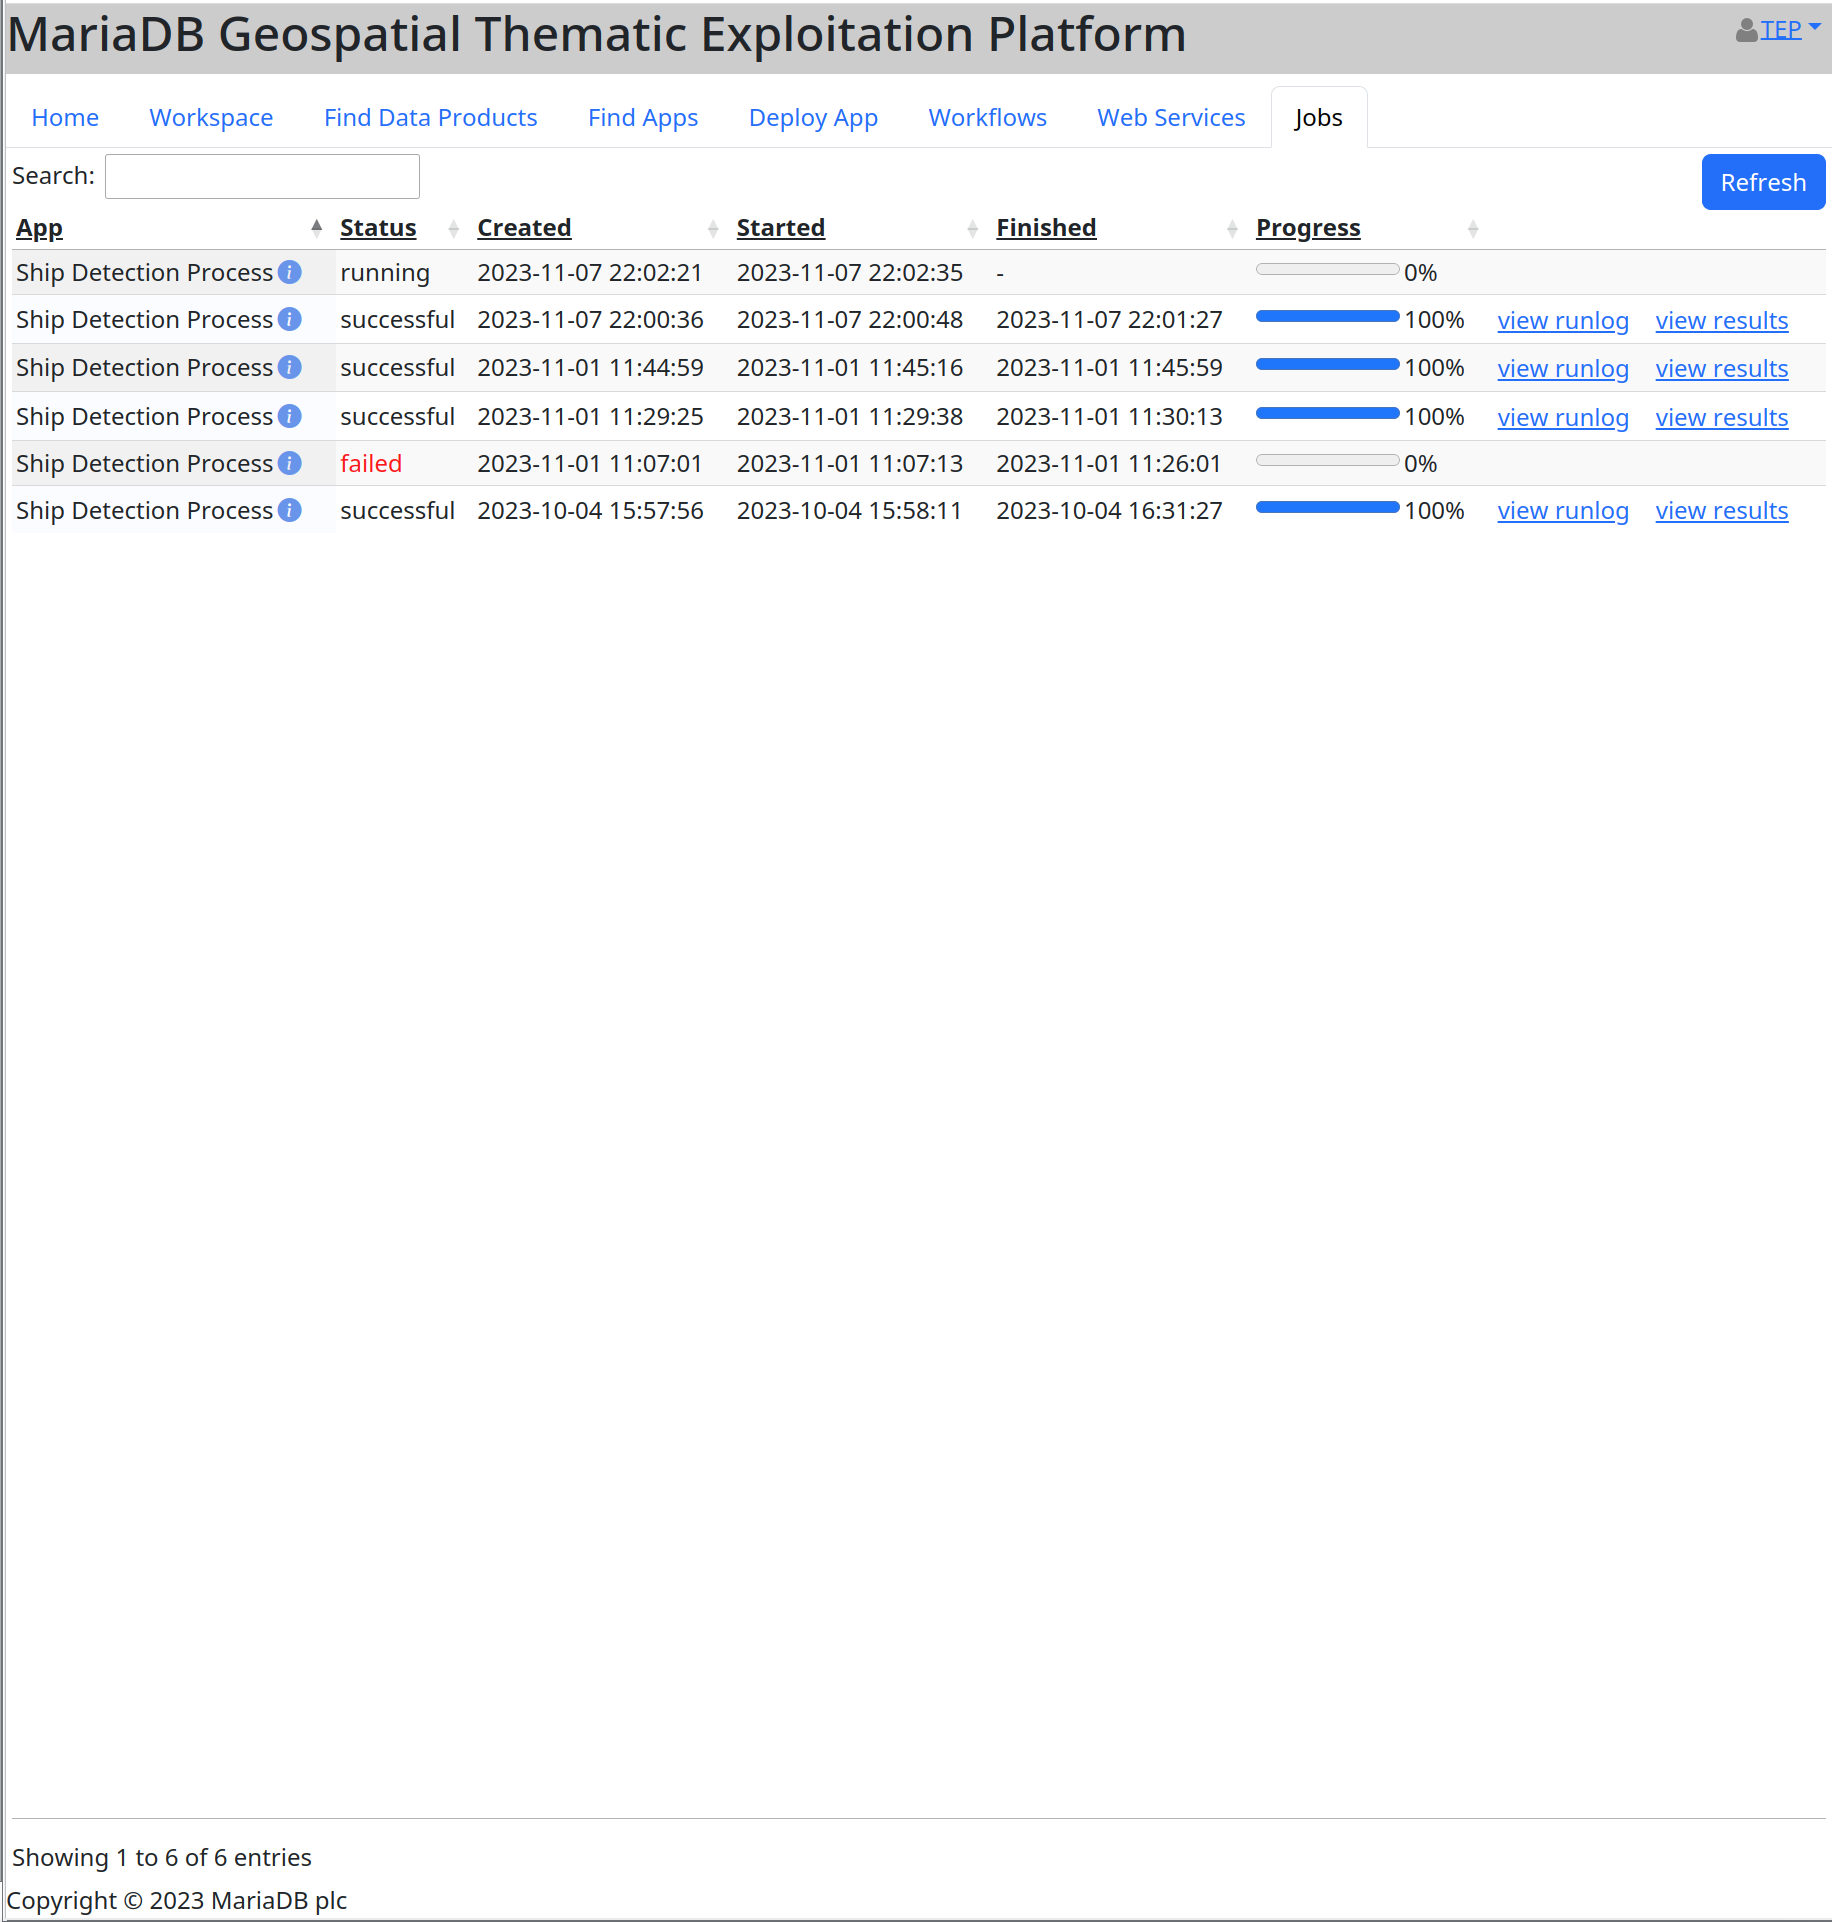 MariaDB Geospatial Thematic Exploitation Platform TEP
Home Workspace Find Data Products Find Apps Deploy App Workflows Web Services Jobs
Search: Refresh
App Status Created Started Finished Progress
Ship Detection Process i running 2023-11-07 22:02:21 2023-11-07 22:02:35 - 0%
Ship Detection Process i successful 2023-11-07 22:00:36 2023-11-07 22:00:48 2023-11-07 22:01:27 100% view runlog view results
Ship Detection Process i successful 2023-11-01 11:44:59 2023-11-01 11:45:16 2023-11-01 11:45:59 100% view runlog view results
Ship Detection Process i successful 2023-11-01 11:29:25 2023-11-01 11:29:38 2023-11-01 11:30:13 100% view runlog view results
Ship Detection Process i failed 2023-11-01 11:07:01 2023-11-01 11:07:13 2023-11-01 11:26:01 0%
Ship Detection Process i successful 2023-10-04 15:57:56 2023-10-04 15:58:11 2023-10-04 16:31:27 100% view runlog view results
Showing 1 to 6 of 6 entries
Copyright © 2023 MariaDB plc